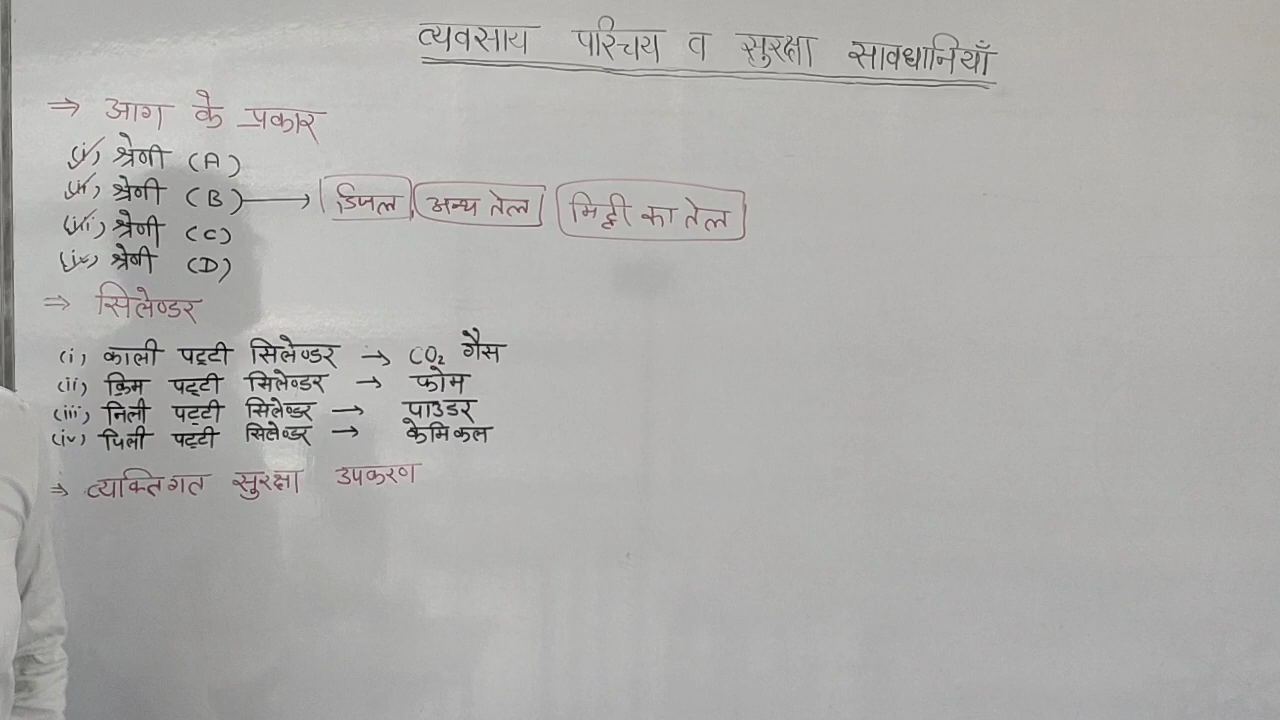 व्यवसाय परिचय व सुरक्षा सावधानियाँ
⇒ आग के प्रकार
(i) श्रेणी (A)
(ii) श्रेणी (B) → डिजल अन्य तेल मिट्टी का तेल
(iii) श्रेणी (C)
(iv) श्रेणी (D)
⇒ सिलेण्डर
(i) काली पट्टी सिलेण्डर → CO₂ गैस
(ii) क्रिम पट्टी सिलेण्डर → फोम
(iii) निली पट्टी सिलेण्डर → पाउडर
(iv) पिली पट्टी सिलेण्डर → केमिकल
⇒ व्यक्तिगत सुरक्षा उपकरण